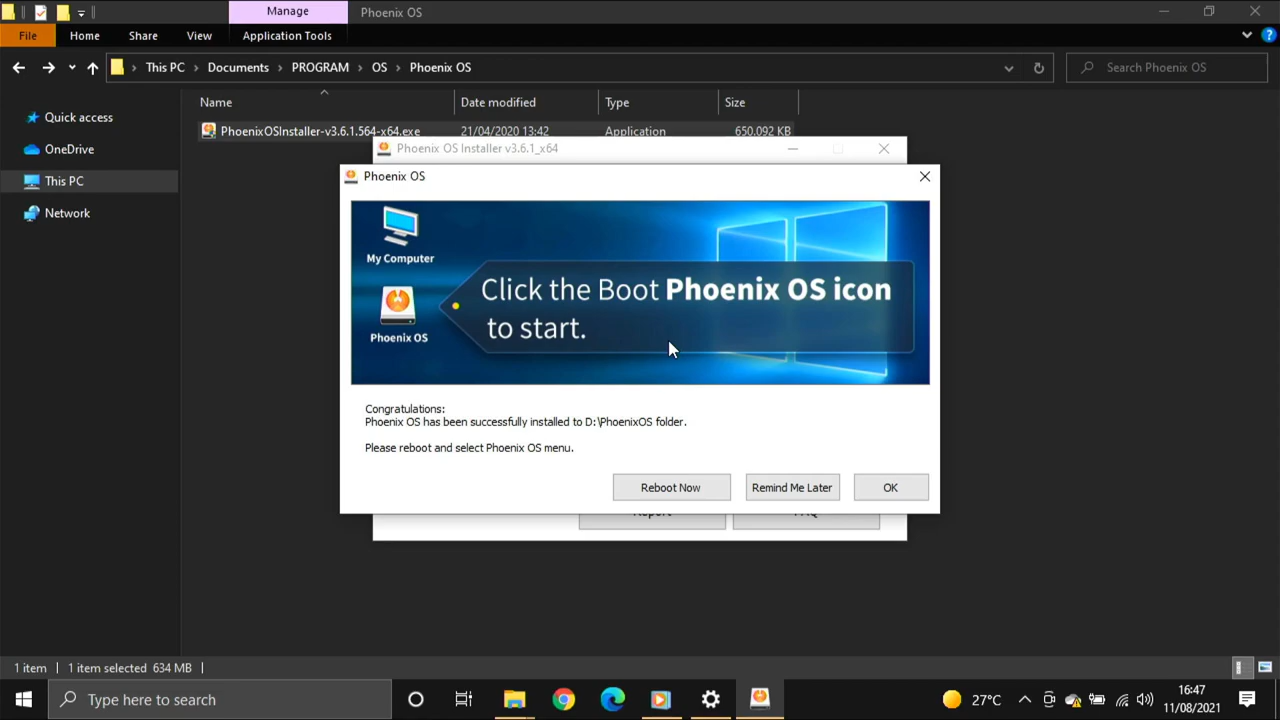 Manage
Phoenix OS
File
Home
Share
View
Application Tools
This PC
Documents
PROGRAM
OS
Phoenix OS
Search Phoenix OS
Name
Date modified
Type
Size
PhoenixOSInstaller-v3.6.1.564-x64.exe
21/04/2020 13:42
Application
650,092 KB
Quick access
OneDrive
This PC
Network
Phoenix OS Installer v3.6.1_x64
Phoenix OS
My Computer
Phoenix OS
Click the Boot Phoenix OS icon
to start.
Congratulations:
Phoenix OS has been successfully installed to D:\PhoenixOS folder.
Please reboot and select Phoenix OS menu.
Reboot Now
Remind Me Later
OK
Report
FAQ
1 item
1 item selected 634 MB
Type here to search
27°C
16:47
11/08/2021